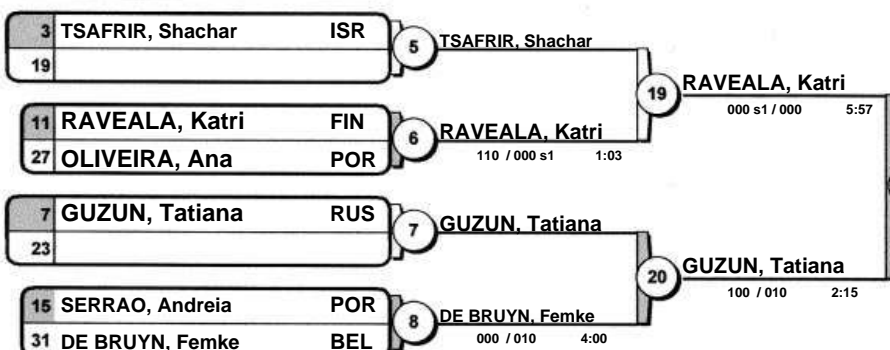 3 TSAFRIR, Shachar ISR
19
5 TSAFRIR, Shachar
11 RAVEALA, Katri FIN
27 OLIVEIRA, Ana POR
6 RAVEALA, Katri
110 / 000 s1 1:03
19 RAVEALA, Katri
000 s1 / 000 5:57
7 GUZUN, Tatiana RUS
23
7 GUZUN, Tatiana
15 SERRAO, Andreia POR
31 DE BRUYN, Femke BEL
8 DE BRUYN, Femke
000 / 010 4:00
20 GUZUN, Tatiana
100 / 010 2:15